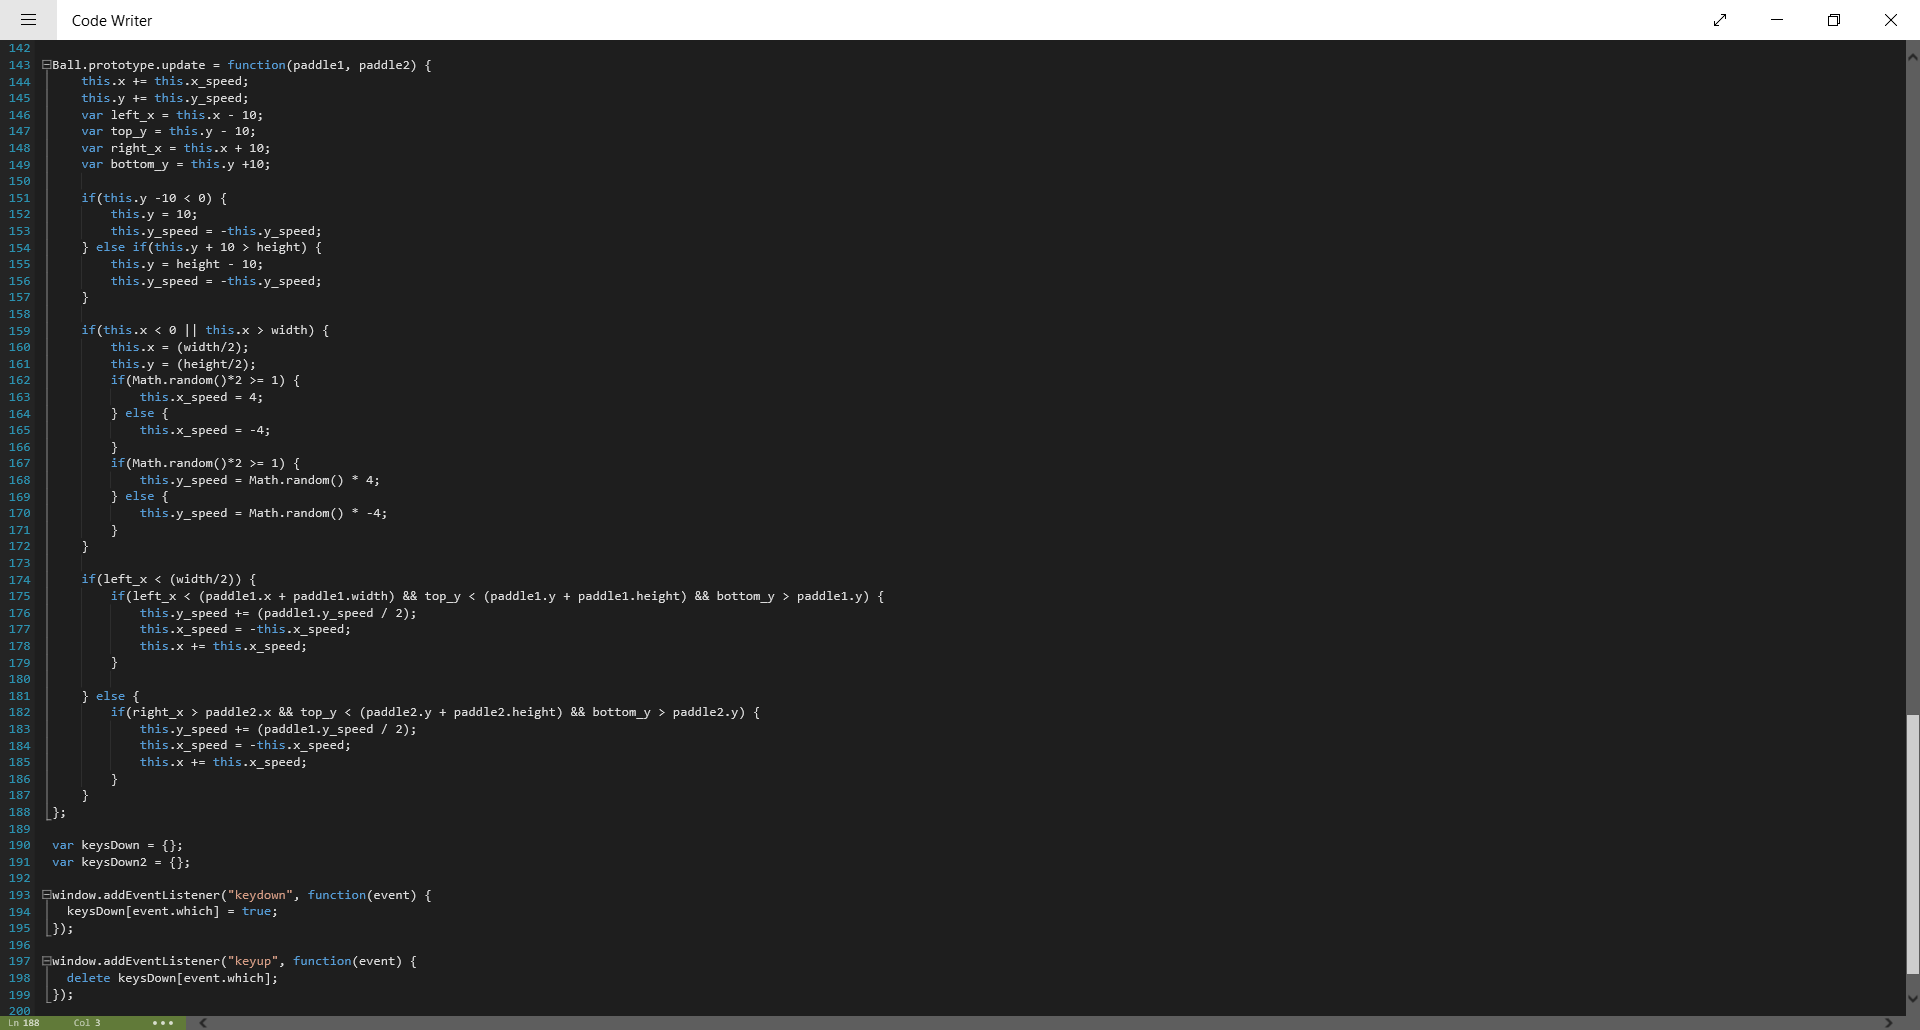 Code Writer
142
143 Ball.prototype.update = function(paddle1, paddle2) {
144     this.x += this.x_speed;
145     this.y += this.y_speed;
146     var left_x = this.x - 10;
147     var top_y = this.y - 10;
148     var right_x = this.x + 10;
149     var bottom_y = this.y +10;
150
151     if(this.y -10 < 0) {
152         this.y = 10;
153         this.y_speed = -this.y_speed;
154     } else if(this.y + 10 > height) {
155         this.y = height - 10;
156         this.y_speed = -this.y_speed;
157     }
158
159     if(this.x < 0 || this.x > width) {
160         this.x = (width/2);
161         this.y = (height/2);
162         if(Math.random()*2 >= 1) {
163             this.x_speed = 4;
164         } else {
165             this.x_speed = -4;
166         }
167         if(Math.random()*2 >= 1) {
168             this.y_speed = Math.random() * 4;
169         } else {
170             this.y_speed = Math.random() * -4;
171         }
172     }
173
174     if(left_x < (width/2)) {
175         if(left_x < (paddle1.x + paddle1.width) && top_y < (paddle1.y + paddle1.height) && bottom_y > paddle1.y) {
176             this.y_speed += (paddle1.y_speed / 2);
177             this.x_speed = -this.x_speed;
178             this.x += this.x_speed;
179         }
180
181     } else {
182         if(right_x > paddle2.x && top_y < (paddle2.y + paddle2.height) && bottom_y > paddle2.y) {
183             this.y_speed += (paddle1.y_speed / 2);
184             this.x_speed = -this.x_speed;
185             this.x += this.x_speed;
186         }
187     }
188 };
189
190 var keysDown = {};
191 var keysDown2 = {};
192
193 window.addEventListener("keydown", function(event) {
194   keysDown[event.which] = true;
195 });
196
197 window.addEventListener("keyup", function(event) {
198   delete keysDown[event.which];
199 });
200
Ln 188 Col 3